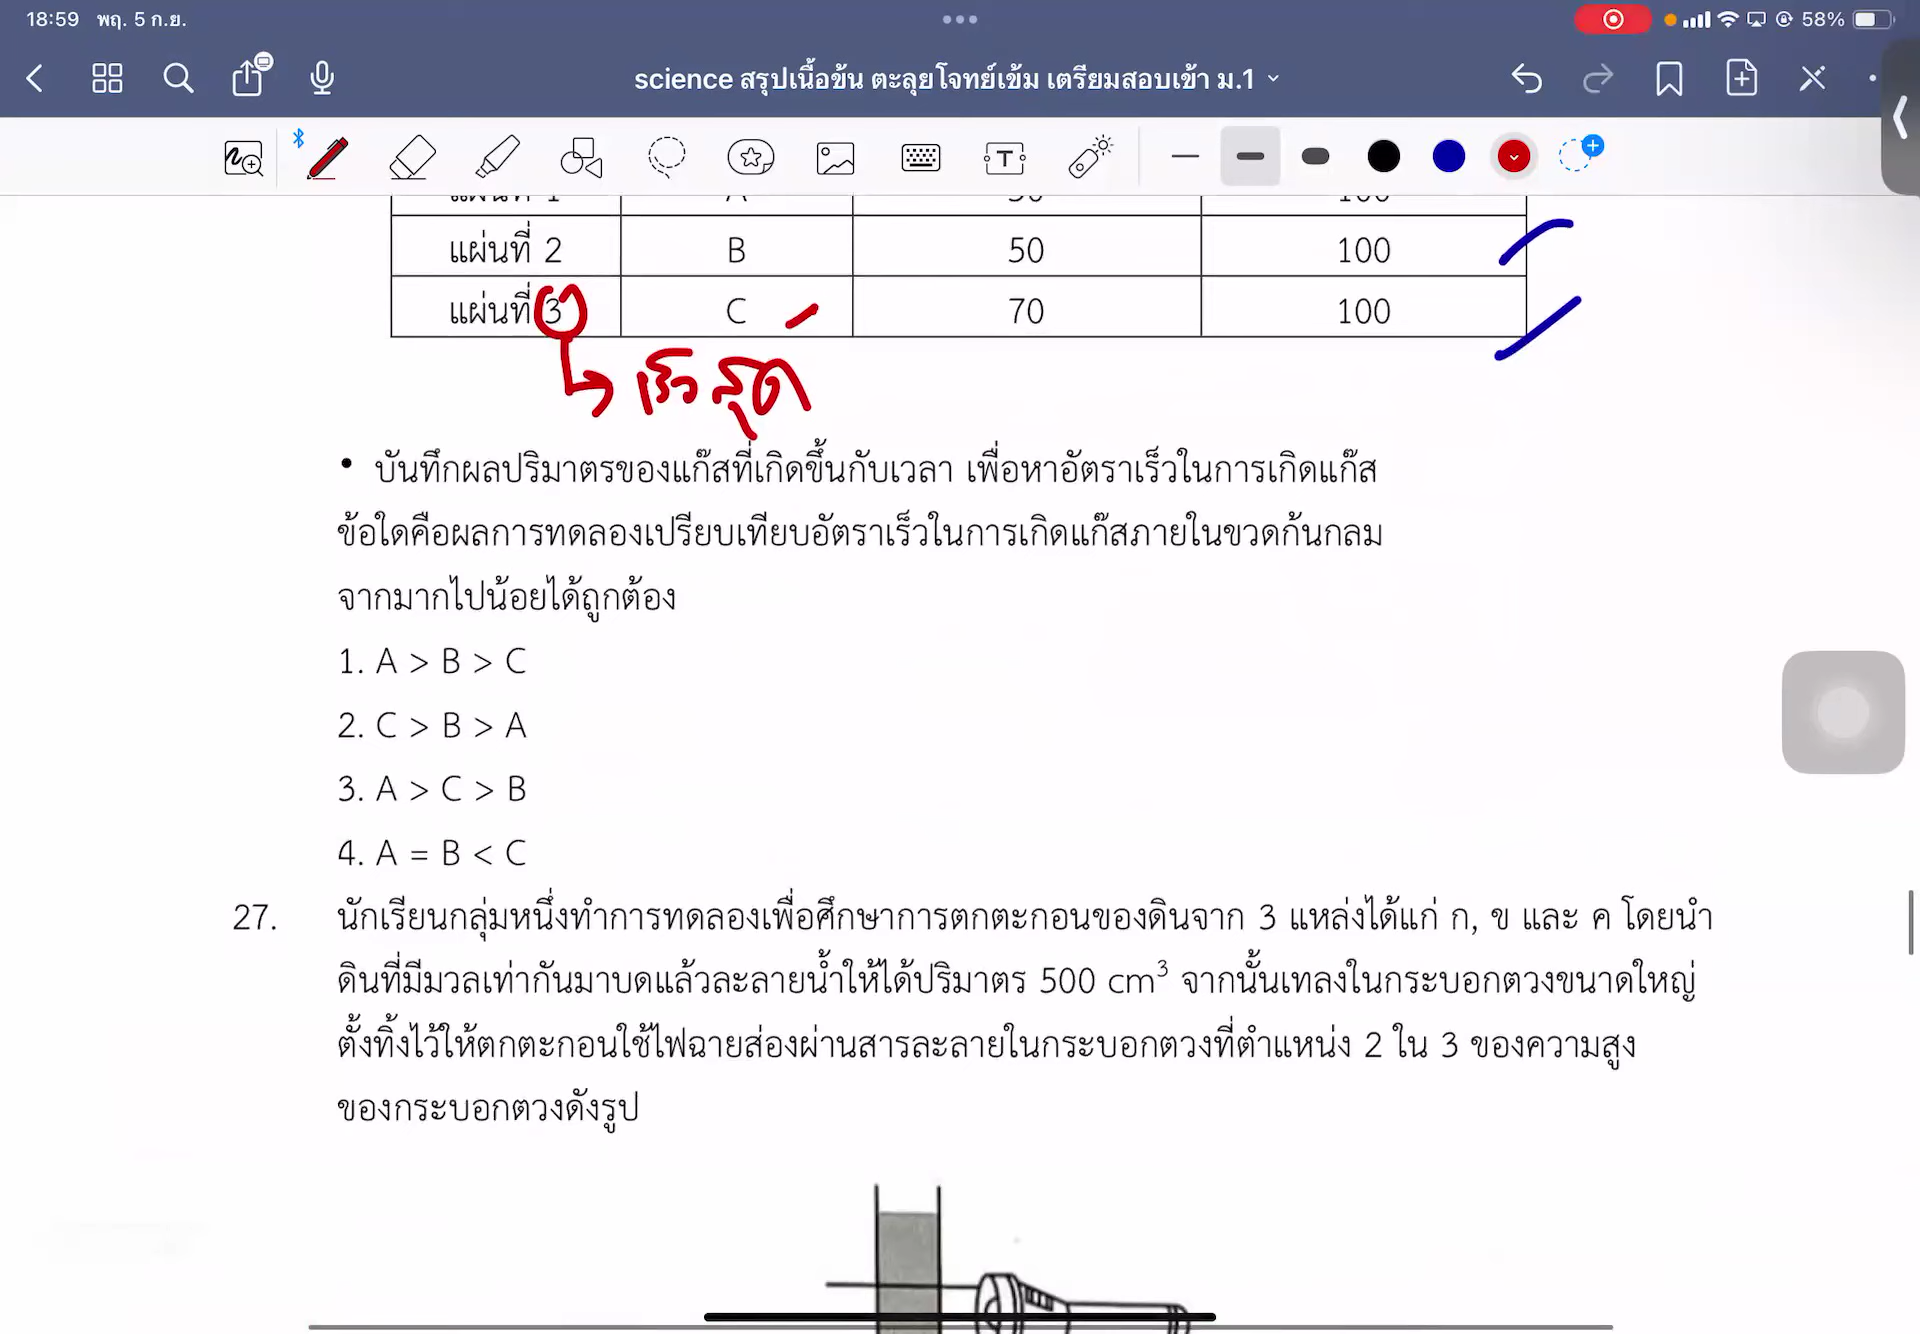 18:59 พฤ. 5 ก.ย.
58%
science สรุปเนื้อข้น ตะลุยโจทย์เข้ม เตรียมสอบเข้า ม.1
แผ่นที่ 2 B 50 100
แผ่นที่ 3 C 70 100
เร็วสุด
• บันทึกผลปริมาตรของแก๊สที่เกิดขึ้นกับเวลา เพื่อหาอัตราเร็วในการเกิดแก๊ส
ข้อใดคือผลการทดลองเปรียบเทียบอัตราเร็วในการเกิดแก๊สภายในขวดก้นกลม
จากมากไปน้อยได้ถูกต้อง
1. A > B > C
2. C > B > A
3. A > C > B
4. A = B < C
27. นักเรียนกลุ่มหนึ่งทำการทดลองเพื่อศึกษาการตกตะกอนของดินจาก 3 แหล่งได้แก่ ก, ข และ ค โดยนำ
ดินที่มีมวลเท่ากันมาบดแล้วละลายน้ำให้ได้ปริมาตร 500 cm³ จากนั้นเทลงในกระบอกตวงขนาดใหญ่
ตั้งทิ้งไว้ให้ตกตะกอนใช้ไฟฉายส่องผ่านสารละลายในกระบอกตวงที่ตำแหน่ง 2 ใน 3 ของความสูง
ของกระบอกตวงดังรูป